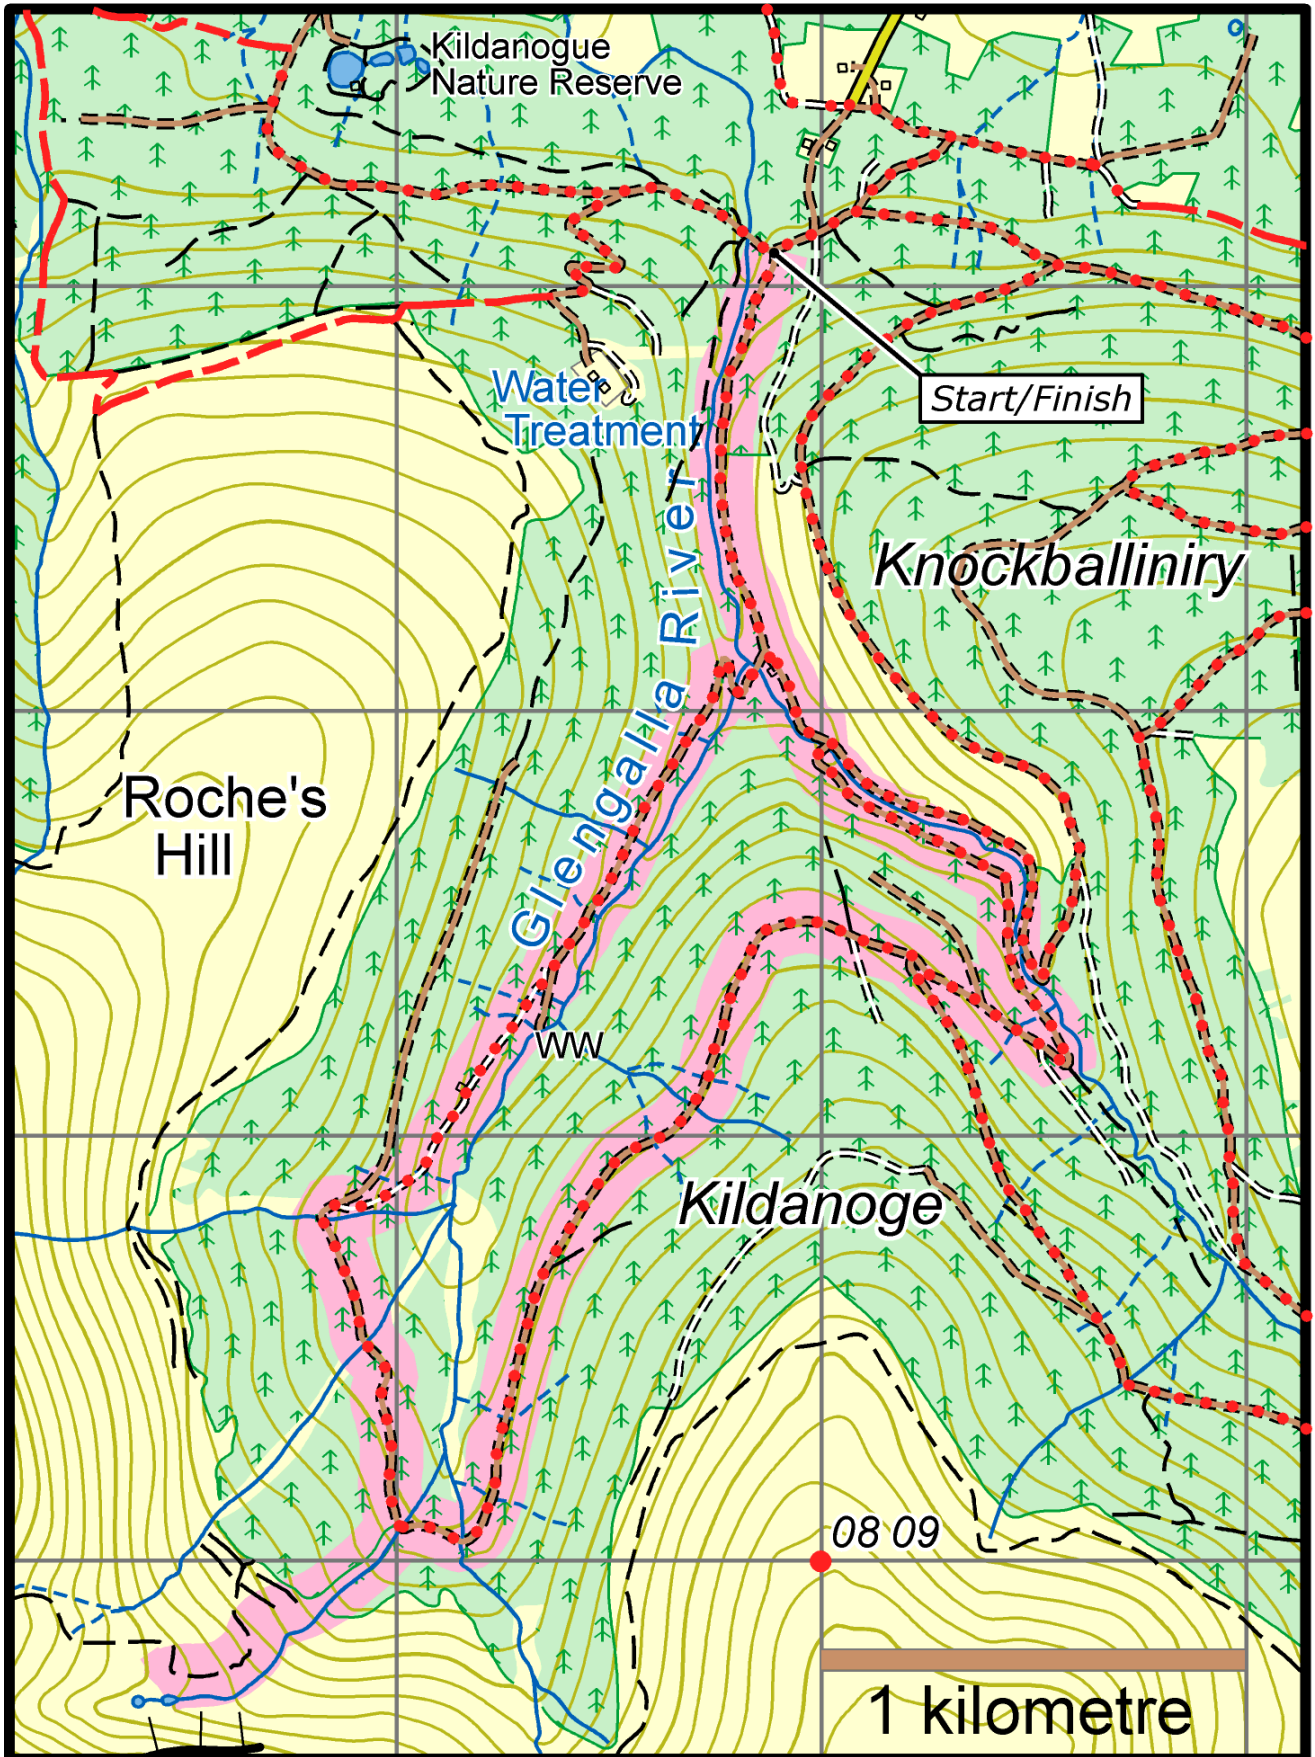 Kildanogue
Nature Reserve
Start/Finish
Water
Treatment
Glengalla River
Knockballiniry
Roche's
Hill
WW
Kildanoge
08 09
1 kilometre